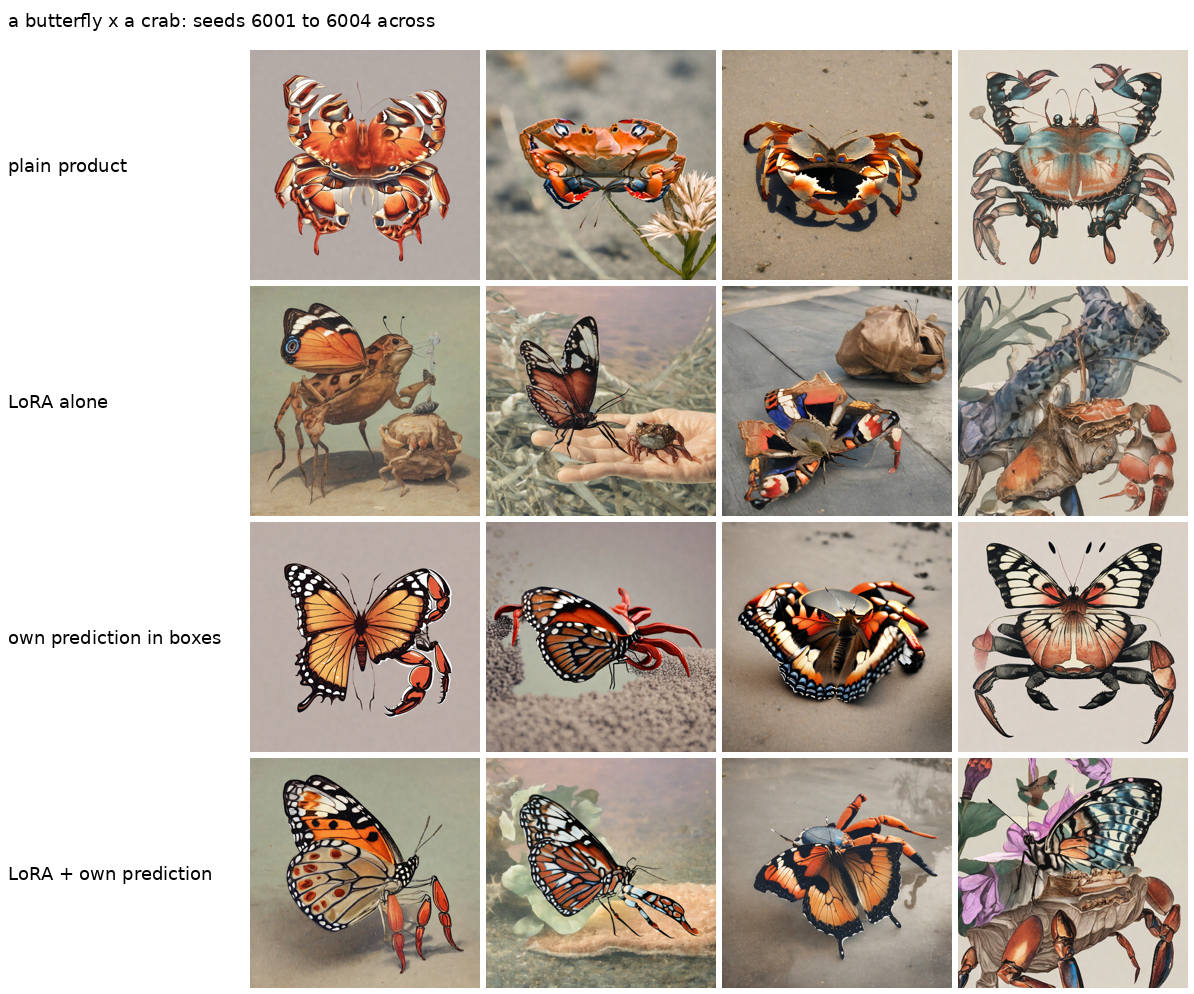 a butterfly x a crab: seeds 6001 to 6004 across
plain product
LoRA alone
own prediction in boxes
LoRA + own prediction